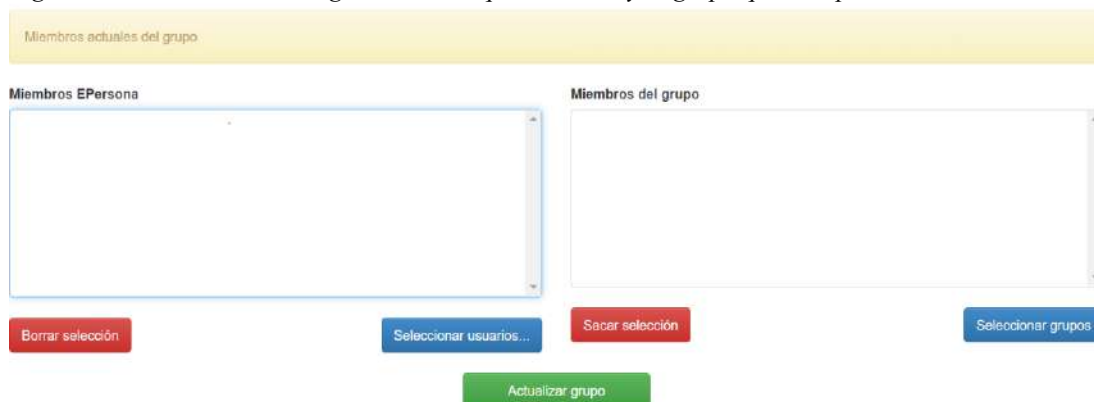 Miembros actuales del grupo
Miembros EPersona
Miembros del grupo
Borrar selección
Seleccionar usuarios...
Sacar selección
Seleccionar grupos
Actualizar grupo